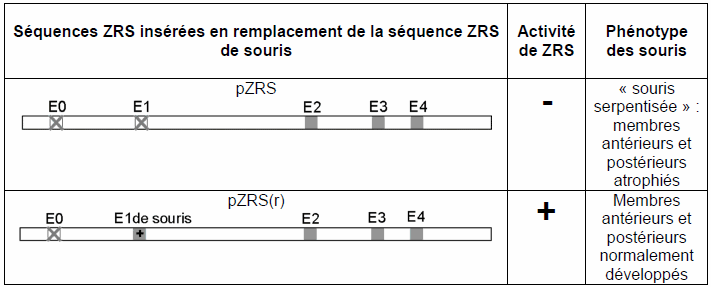 Séquences ZRS insérées en remplacement de la séquence ZRS
de souris
Activité
de ZRS
Phénotype
des souris
pZRS
E0 E1 E2 E3 E4
-
« souris
serpentisée » :
membres
antérieurs et
postérieurs
atrophiés
pZRS(r)
E0 E1de souris E2 E3 E4
+
+
Membres
antérieurs et
postérieurs
normalement
développés